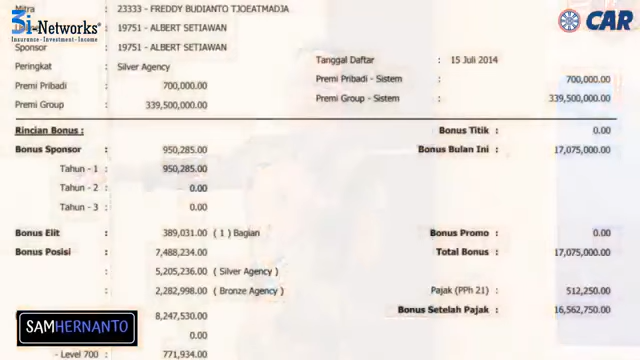 Mitra : 23333 - FREDDY BUDIANTO TJOEATMADJA
3i-Networks
Insurance-Investment-Income
19751 - ALBERT SETIAWAN
CAR
Sponsor : 19751 - ALBERT SETIAWAN
Peringkat : Silver Agency
Tanggal Daftar : 15 Juli 2014
Premi Pribadi : 700,000.00
Premi Pribadi - Sistem : 700,000.00
Premi Group : 339,500,000.00
Premi Group - Sistem : 339,500,000.00
Rincian Bonus :
Bonus Titik : 0.00
Bonus Sponsor : 950,285.00
Bonus Bulan Ini : 17,075,000.00
Tahun - 1 : 950,285.00
Tahun - 2 : 0.00
Tahun - 3 : 0.00
Bonus Elit : 389,031.00 ( 1 ) Bagian
Bonus Promo : 0.00
Bonus Posisi : 7,488,234.00
Total Bonus : 17,075,000.00
: 5,205,236.00 ( Silver Agency )
: 2,282,998.00 ( Bronze Agency )
Pajak (PPh 21) : 512,250.00
Bonus Setelah Pajak : 16,562,750.00
SAMHERNANTO
8,247,530.00
0.00
- Level 700 : 771,934.00